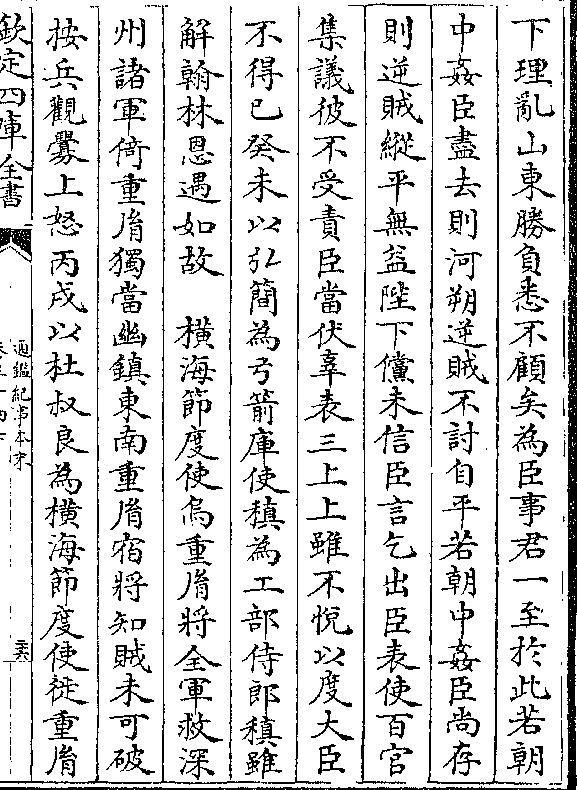 下理亂山東勝負悉不顧矣為臣事君一至於此若朝
中姦臣盡去則河朔逆賊不討自平若朝中姦臣尚存
則逆賊縱平無益陛下儻未信臣言乞出臣表使百官
集議彼不受責臣當伏辜表三上上雖不悅以度大臣
不得已癸未以弘簡為弓箭庫使稹為工部侍郎稹雖
解翰林恩遇如故　橫海節度使烏重胤將全軍救深
州諸軍倚重胤獨當幽鎮東南重胤宿將知賊未可破
按兵觀釁上怒丙戌以杜叔良為橫海節度使徙重胤
欽定四庫全書
通鑑紀事本末